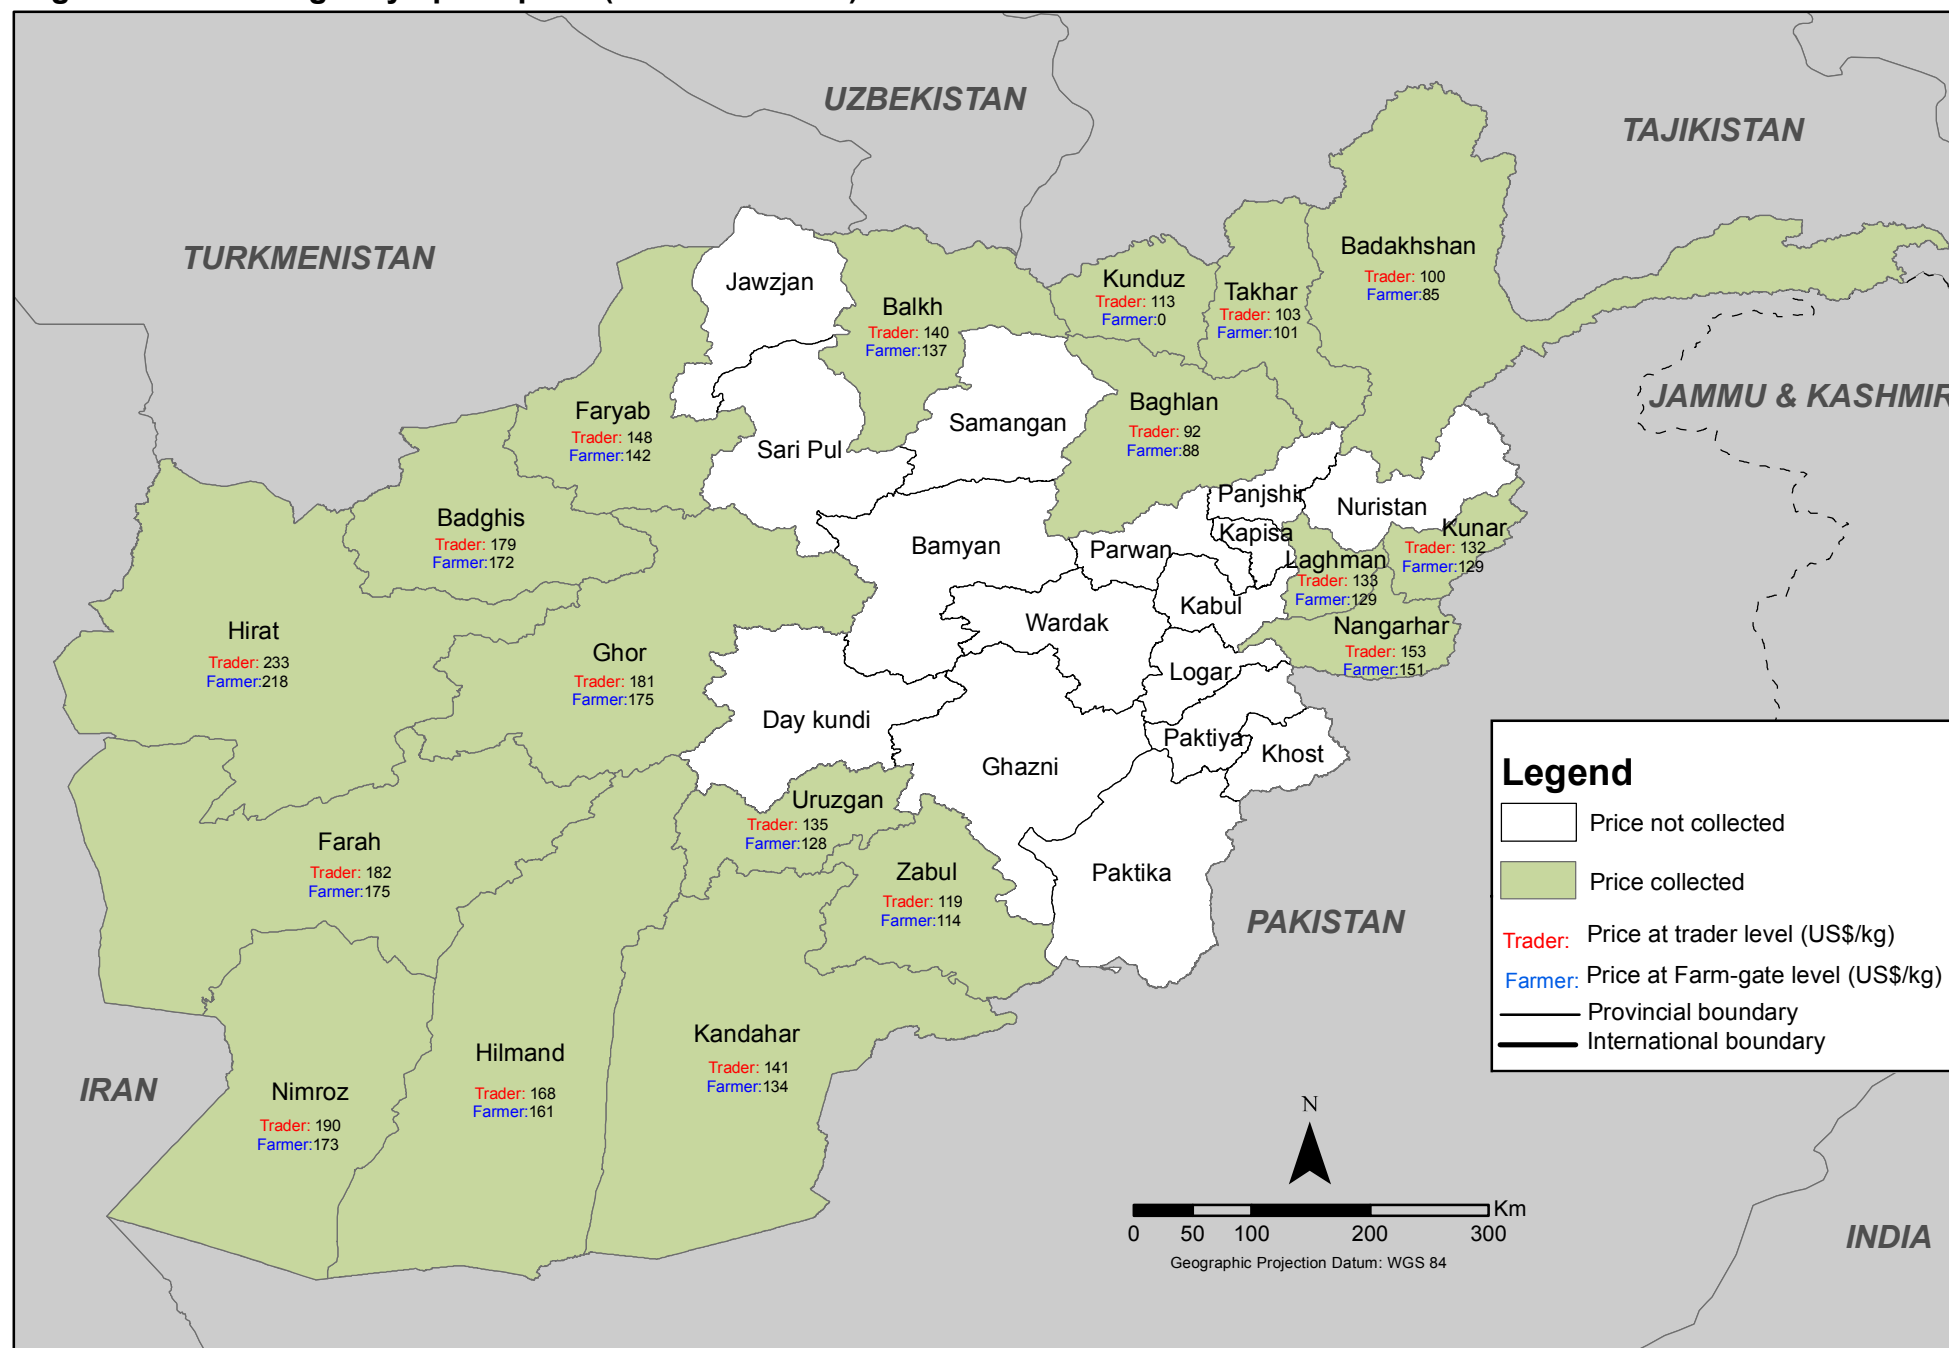 UZBEKISTAN
TAJIKISTAN
TURKMENISTAN
JAMMU & KASHMIR
PAKISTAN
IRAN
INDIA
Jawzjan
Balkh
Trader: 140
Farmer:137
Kunduz
Trader: 113
Farmer:0
Takhar
Trader: 103
Farmer:101
Badakhshan
Trader: 100
Farmer:85
Faryab
Trader: 148
Farmer:142
Sari Pul
Samangan
Baghlan
Trader: 92
Farmer:88
Badghis
Trader: 179
Farmer:172
Bamyan
Panjshir
Nuristan
Kapisa
Parwan
Kunar
Trader: 132
Farmer:129
Laghman
Trader: 133
Farmer:129
Kabul
Wardak
Nangarhar
Trader: 153
Farmer:151
Hirat
Trader: 233
Farmer:218
Ghor
Trader: 181
Farmer:175
Logar
Day kundi
Paktiya
Khost
Ghazni
Uruzgan
Trader: 135
Farmer:128
Farah
Trader: 182
Farmer:175
Zabul
Trader: 119
Farmer:114
Paktika
Kandahar
Trader: 141
Farmer:134
Hilmand
Trader: 168
Farmer:161
Nimroz
Trader: 190
Farmer:173
Legend
Price not collected
Price collected
Trader: Price at trader level (US$/kg)
Farmer: Price at Farm-gate level (US$/kg)
Provincial boundary
International boundary
N
Km
0 50 100 200 300
Geographic Projection Datum: WGS 84